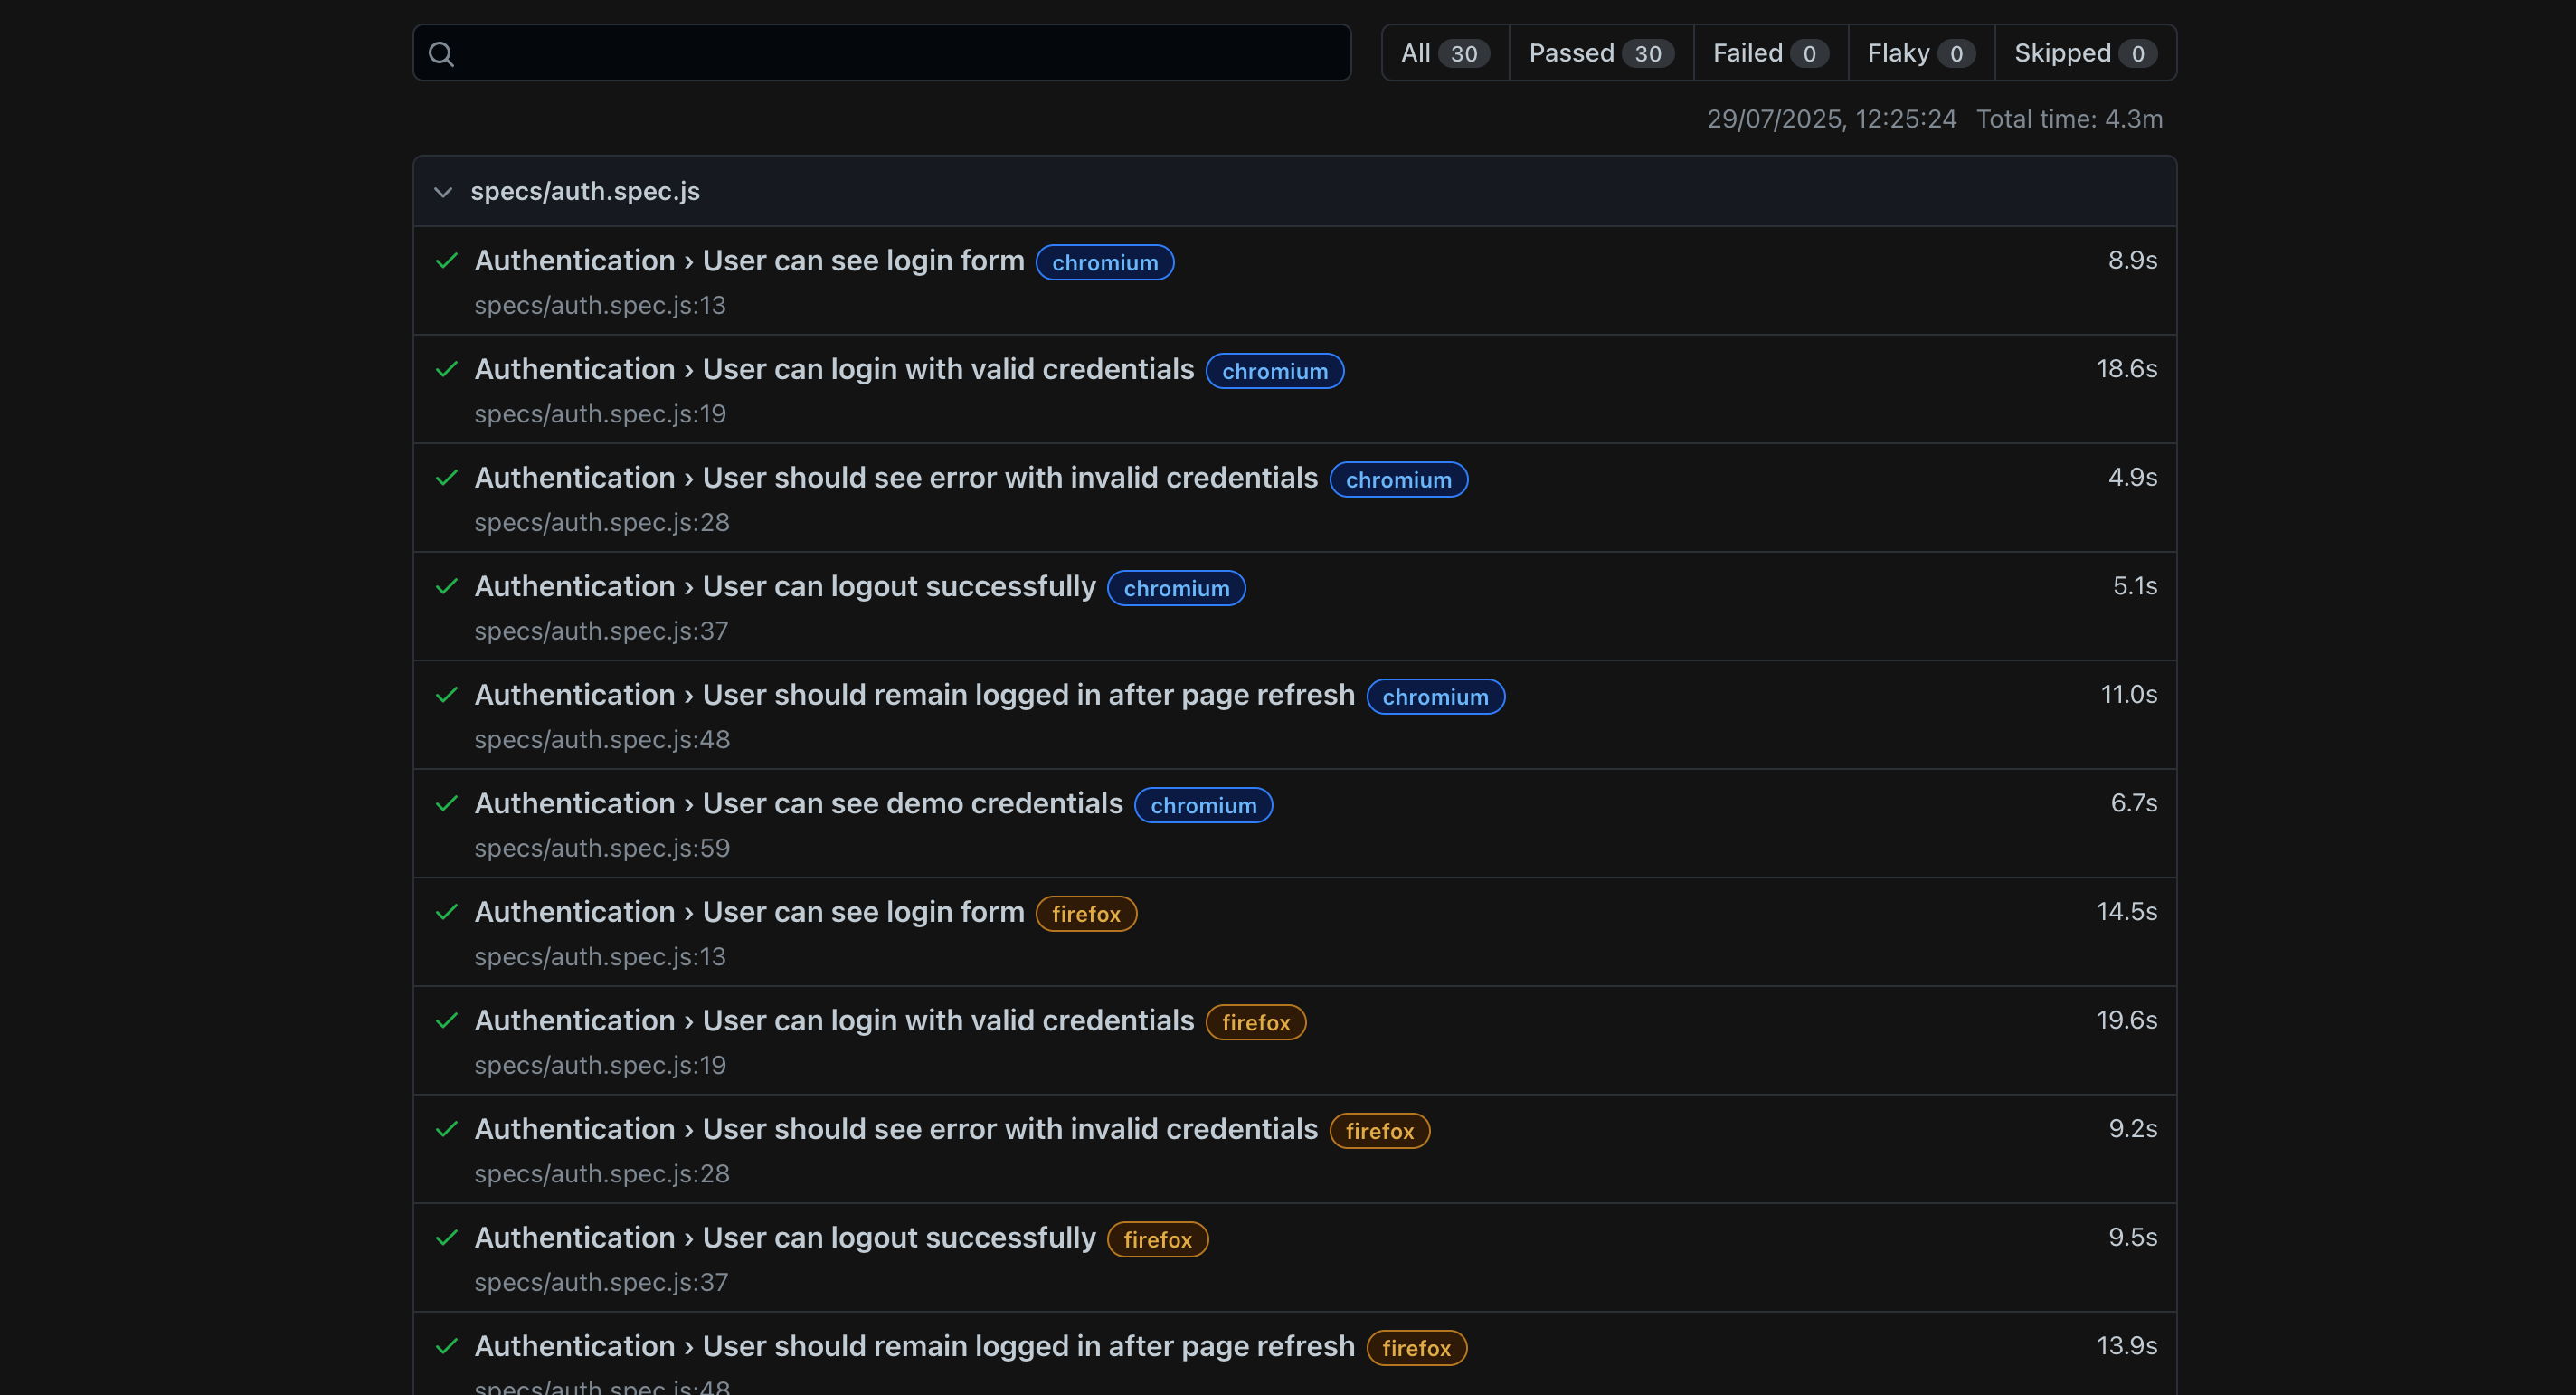 All 30 Passed 30 Failed 0 Flaky 0 Skipped 0
29/07/2025, 12:25:24 Total time: 4.3m
specs/auth.spec.js
Authentication › User can see login form chromium 8.9s
specs/auth.spec.js:13
Authentication › User can login with valid credentials chromium 18.6s
specs/auth.spec.js:19
Authentication › User should see error with invalid credentials chromium 4.9s
specs/auth.spec.js:28
Authentication › User can logout successfully chromium 5.1s
specs/auth.spec.js:37
Authentication › User should remain logged in after page refresh chromium 11.0s
specs/auth.spec.js:48
Authentication › User can see demo credentials chromium 6.7s
specs/auth.spec.js:59
Authentication › User can see login form firefox 14.5s
specs/auth.spec.js:13
Authentication › User can login with valid credentials firefox 19.6s
specs/auth.spec.js:19
Authentication › User should see error with invalid credentials firefox 9.2s
specs/auth.spec.js:28
Authentication › User can logout successfully firefox 9.5s
specs/auth.spec.js:37
Authentication › User should remain logged in after page refresh firefox 13.9s
specs/auth.spec.js:48